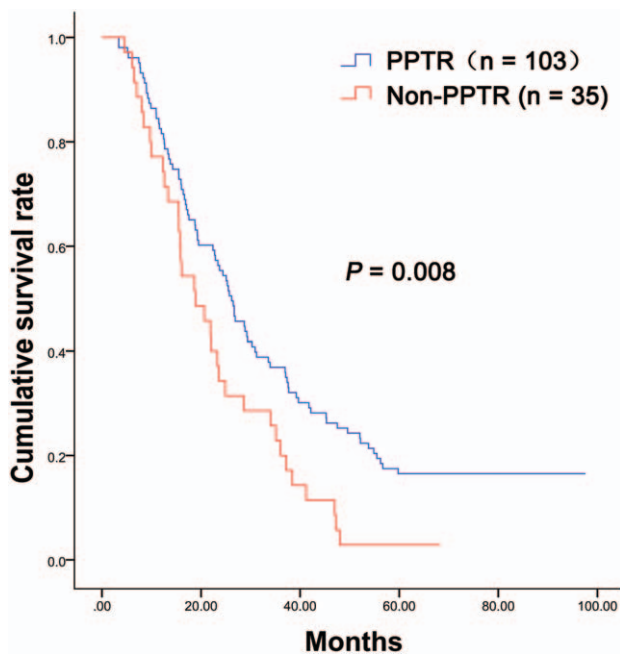 1.0
0.8
0.6
0.4
0.2
0.0
Cumulative survival rate
PPTR（n = 103）
Non-PPTR (n = 35)
P = 0.008
.00 20.00 40.00 60.00 80.00 100.00
Months